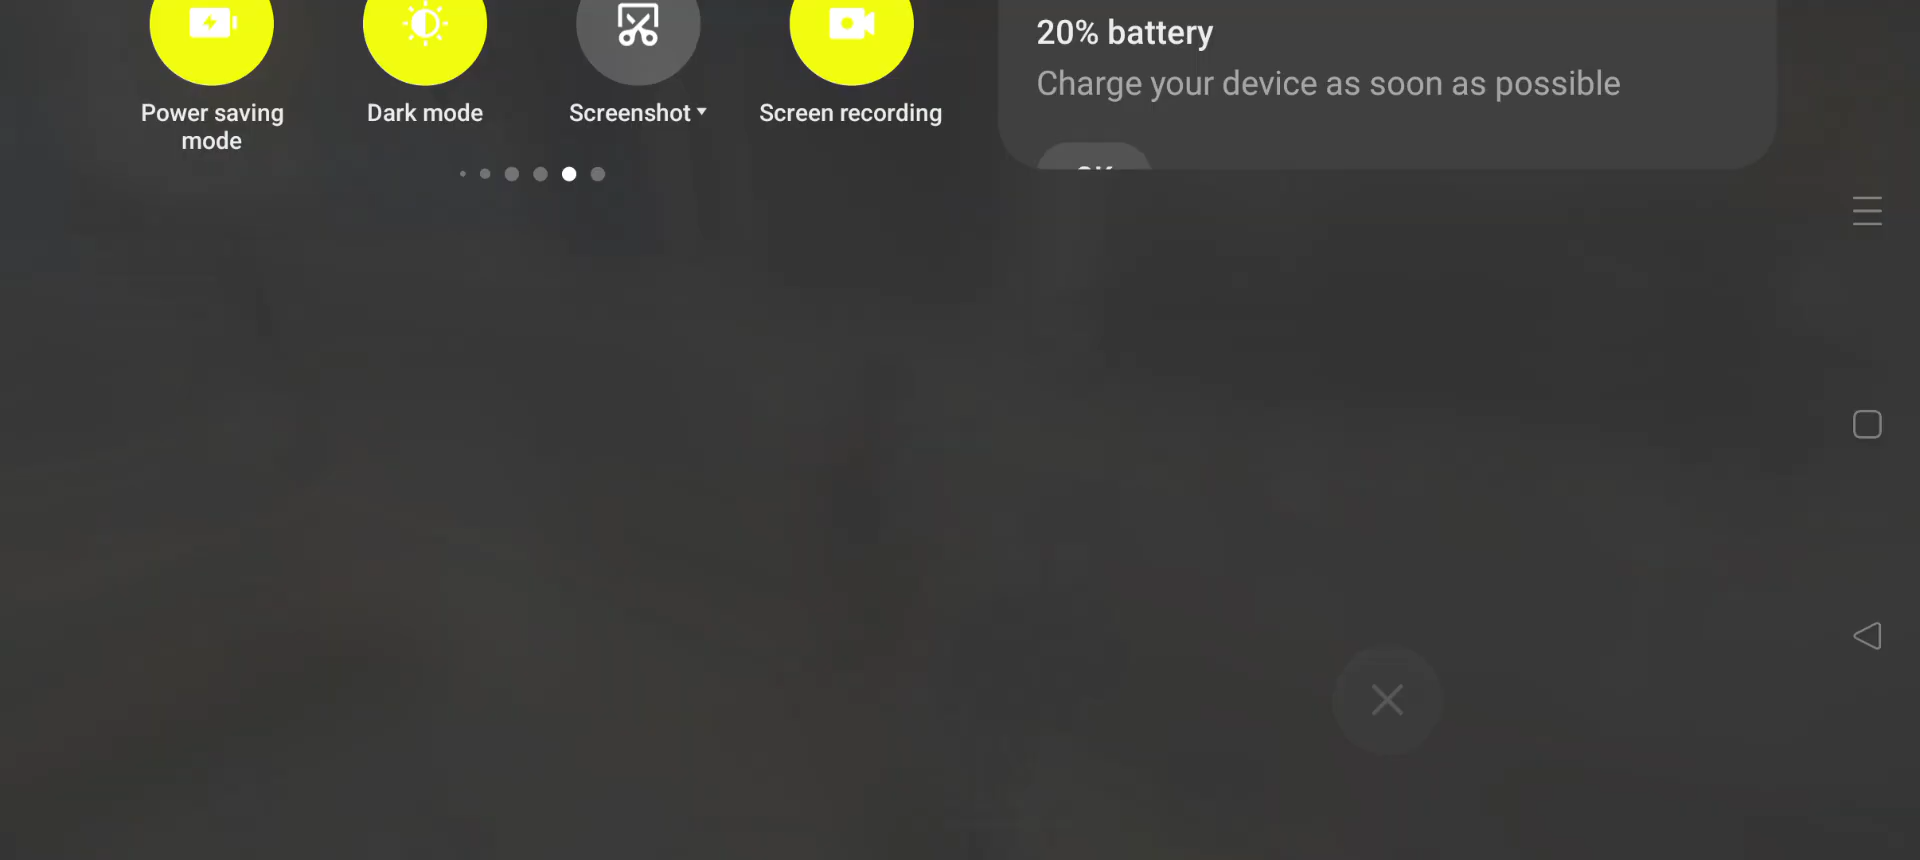 20% battery
Charge your device as soon as possible
Power saving
mode
Dark mode
Screenshot
Screen recording